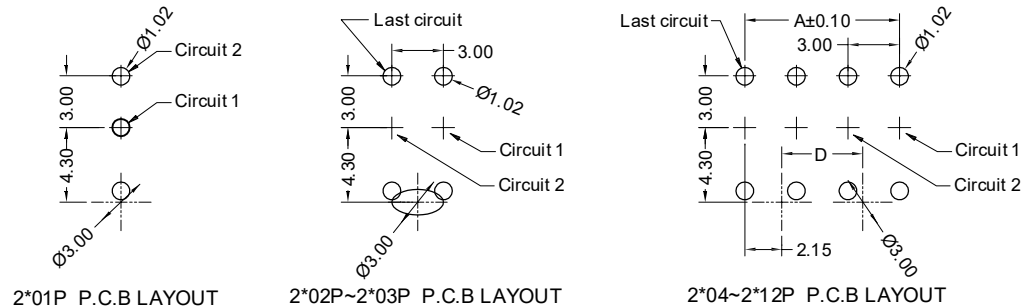 Ø1.02
Circuit 2
Circuit 1
3.00
4.30
Ø3.00
2*01P P.C.B LAYOUT
Last circuit
3.00
3.00
Ø1.02
4.30
Circuit 1
Circuit 2
Ø3.00
2*02P~2*03P P.C.B LAYOUT
Last circuit
A±0.10
3.00
Ø1.02
3.00
4.30
D
Circuit 1
Circuit 2
2.15
Ø3.00
2*04~2*12P P.C.B LAYOUT